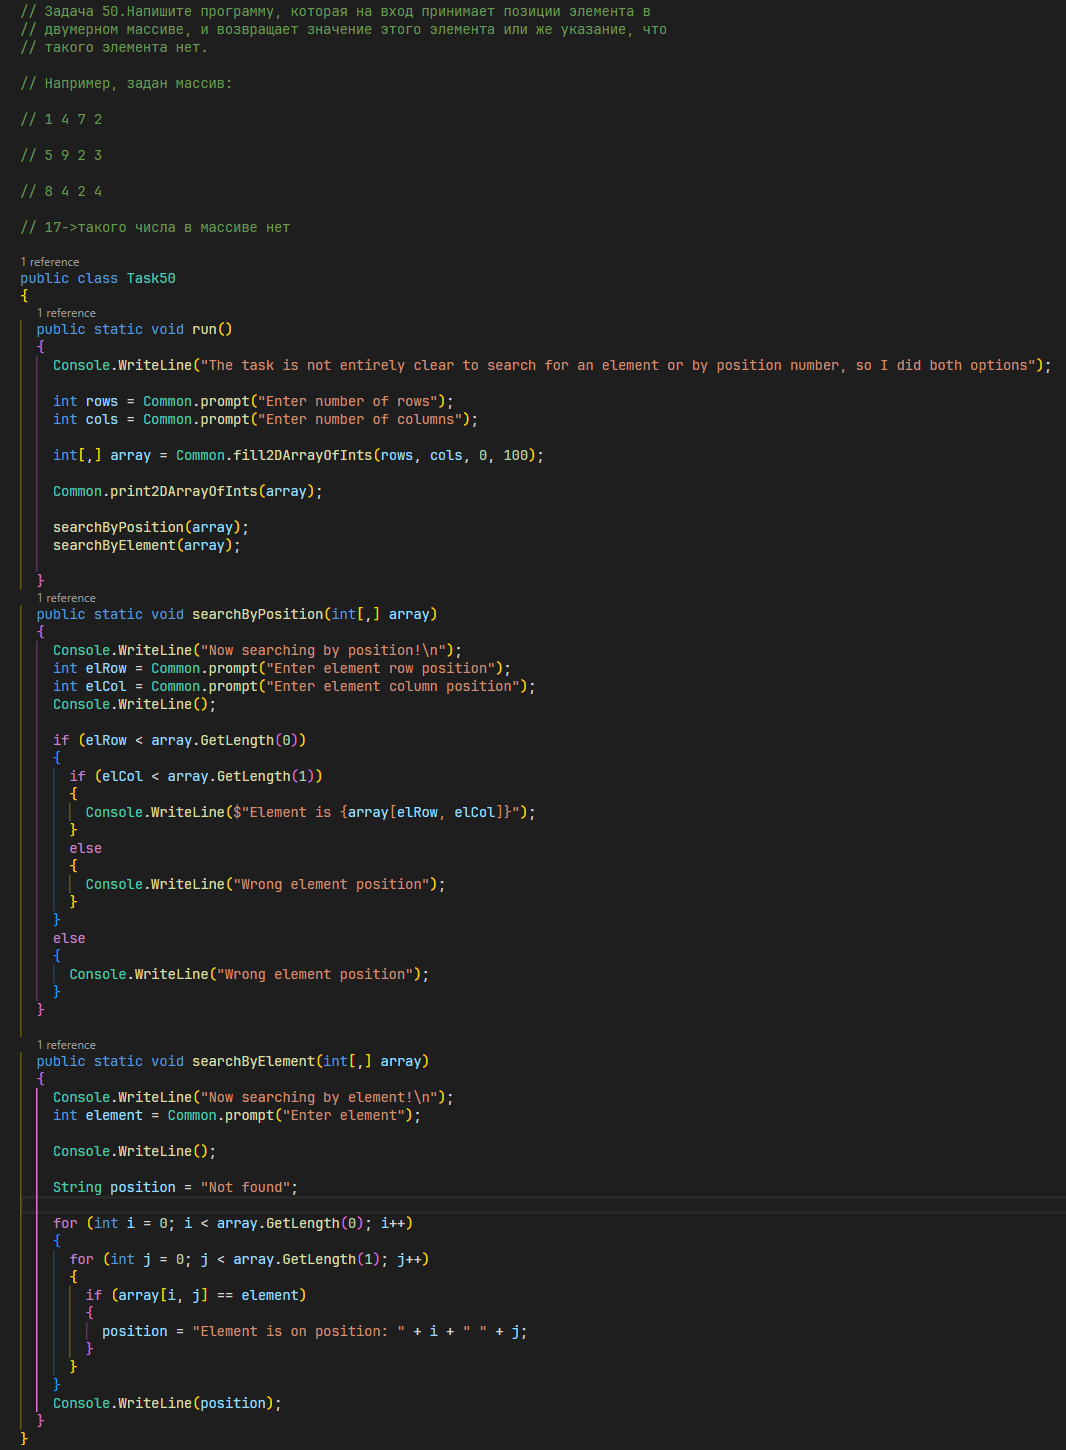 // Задача 50.Напишите программу, которая на вход принимает позиции элемента в
// двумерном массиве, и возвращает значение этого элемента или же указание, что
// такого элемента нет.
// Например, задан массив:
// 1 4 7 2
// 5 9 2 3
// 8 4 2 4
// 17->такого числа в массиве нет
1 reference
public class Task50
{
1 reference
public static void run()
{
Console.WriteLine("The task is not entirely clear to search for an element or by position number, so I did both options");
int rows = Common.prompt("Enter number of rows");
int cols = Common.prompt("Enter number of columns");
int[,] array = Common.fill2DArrayOfInts(rows, cols, 0, 100);
Common.print2DArrayOfInts(array);
searchByPosition(array);
searchByElement(array);
}
1 reference
public static void searchByPosition(int[,] array)
{
Console.WriteLine("Now searching by position!\n");
int elRow = Common.prompt("Enter element row position");
int elCol = Common.prompt("Enter element column position");
Console.WriteLine();
if (elRow < array.GetLength(0))
{
if (elCol < array.GetLength(1))
{
Console.WriteLine($"Element is {array[elRow, elCol]}");
}
else
{
Console.WriteLine("Wrong element position");
}
}
else
{
Console.WriteLine("Wrong element position");
}
}
1 reference
public static void searchByElement(int[,] array)
{
Console.WriteLine("Now searching by element!\n");
int element = Common.prompt("Enter element");
Console.WriteLine();
String position = "Not found";
for (int i = 0; i < array.GetLength(0); i++)
{
for (int j = 0; j < array.GetLength(1); j++)
{
if (array[i, j] == element)
{
position = "Element is on position: " + i + " " + j;
}
}
}
Console.WriteLine(position);
}
}